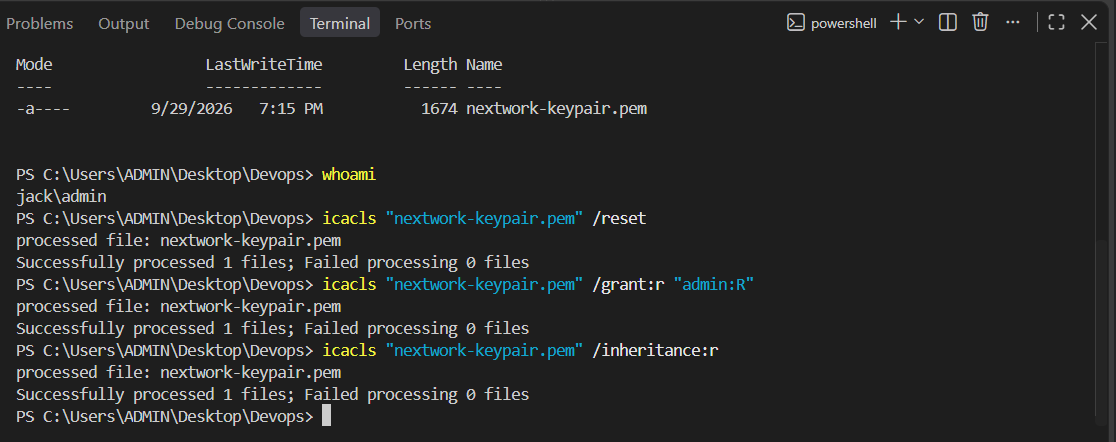 Problems Output Debug Console Terminal Ports powershell
Mode LastWriteTime Length Name
---- ------------- ------ ----
-a---- 9/29/2026 7:15 PM 1674 nextwork-keypair.pem
PS C:\Users\ADMIN\Desktop\Devops> whoami
jack\admin
PS C:\Users\ADMIN\Desktop\Devops> icacls "nextwork-keypair.pem" /reset
processed file: nextwork-keypair.pem
Successfully processed 1 files; Failed processing 0 files
PS C:\Users\ADMIN\Desktop\Devops> icacls "nextwork-keypair.pem" /grant:r "admin:R"
processed file: nextwork-keypair.pem
Successfully processed 1 files; Failed processing 0 files
PS C:\Users\ADMIN\Desktop\Devops> icacls "nextwork-keypair.pem" /inheritance:r
processed file: nextwork-keypair.pem
Successfully processed 1 files; Failed processing 0 files
PS C:\Users\ADMIN\Desktop\Devops>